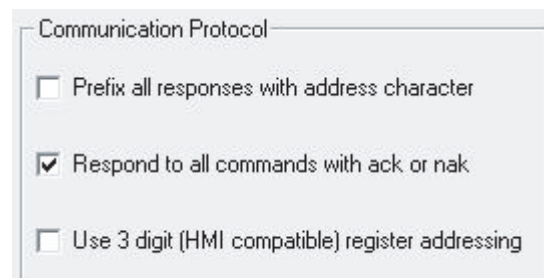 Communication Protocol
Prefix all responses with address character
Respond to all commands with ack or nak
Use 3 digit (HMI compatible) register addressing